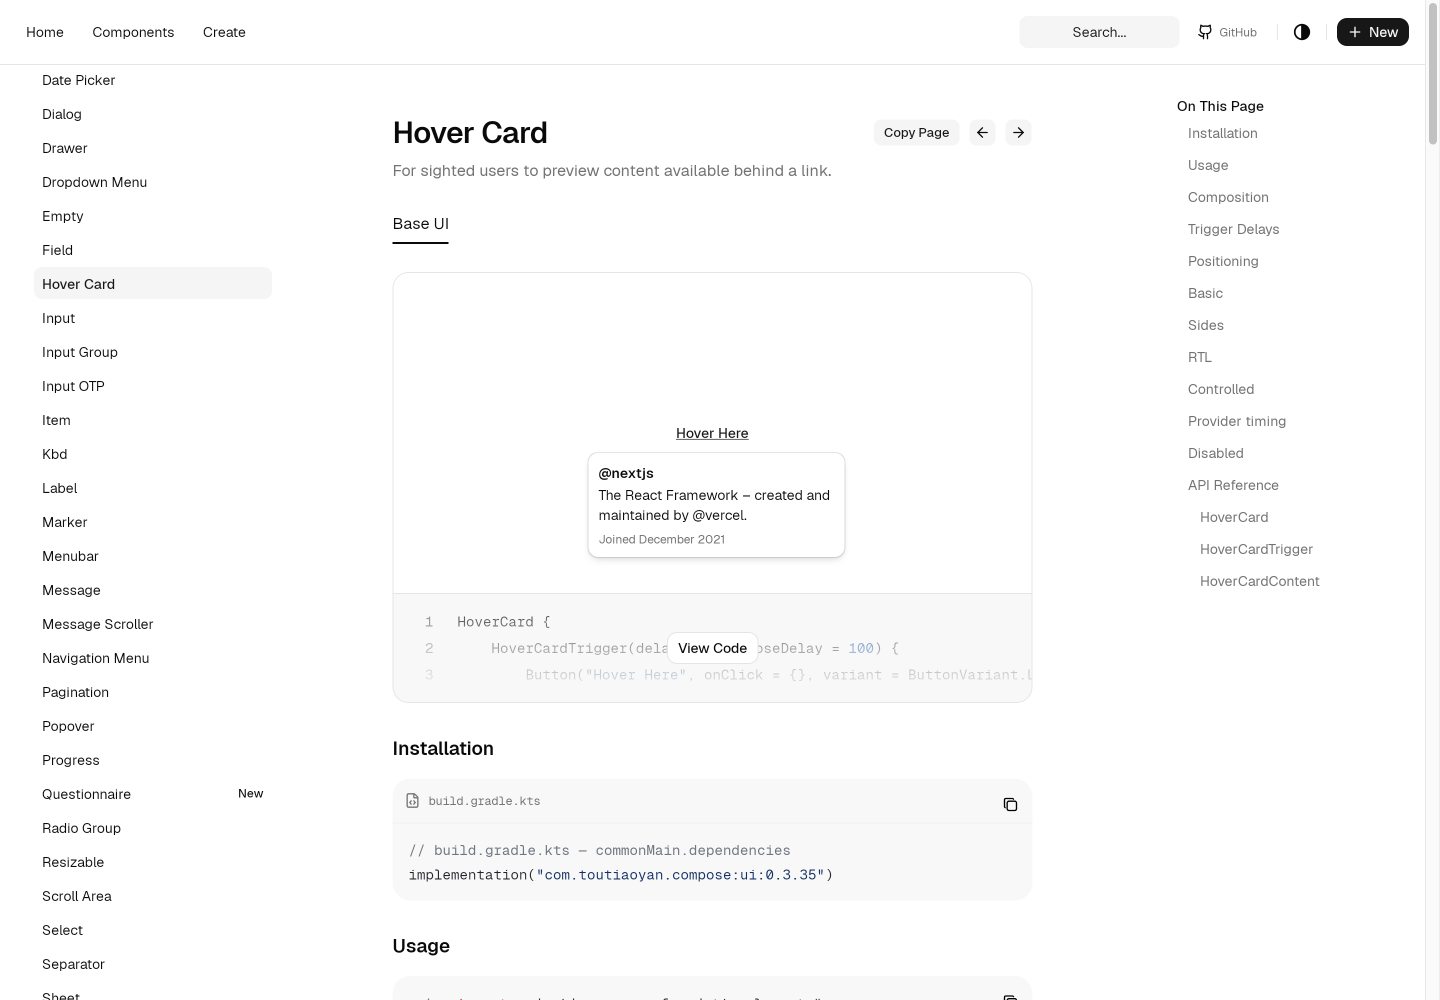 Home
Components
Create
Search...
GitHub
New
Date Picker
Dialog
Drawer
Dropdown Menu
Empty
Field
Hover Card
Input
Input Group
Input OTP
Item
Kbd
Label
Marker
Menubar
Message
Message Scroller
Navigation Menu
Pagination
Popover
Progress
Questionnaire New
Radio Group
Resizable
Scroll Area
Select
Separator
Sheet
Hover Card
Copy Page
For sighted users to preview content available behind a link.
Base UI
Hover Here
@nextjs
The React Framework – created and
maintained by @vercel.
Joined December 2021
1 HoverCard {
2 HoverCardTrigger(dela
View Code
oseDelay = 100) {
3 Button("Hover Here", onClick = {}, variant = ButtonVariant.L
Installation
build.gradle.kts
// build.gradle.kts — commonMain.dependencies
implementation("com.toutiaoyan.compose:ui:0.3.35")
Usage
On This Page
Installation
Usage
Composition
Trigger Delays
Positioning
Basic
Sides
RTL
Controlled
Provider timing
Disabled
API Reference
HoverCard
HoverCardTrigger
HoverCardContent